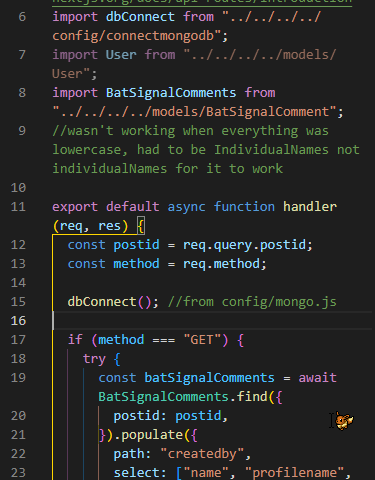 nextjs.org/docs/api-routes/introduction
6 import dbConnect from "../../../../
config/connectmongodb";
7 import User from "../../../../models/
User";
8 import BatSignalComments from
"../../../../models/BatSignalComment";
9 //wasn't working when everything was
lowercase, had to be IndividualNames not
individualNames for it to work
10
11 export default async function handler
(req, res) {
12 const postid = req.query.postid;
13 const method = req.method;
14
15 dbConnect(); //from config/mongo.js
16
17 if (method === "GET") {
18 try {
19 const batSignalComments = await
BatSignalComments.find({
20 postid: postid,
21 }).populate({
22 path: "createdby",
23 select: ["name", "profilename",